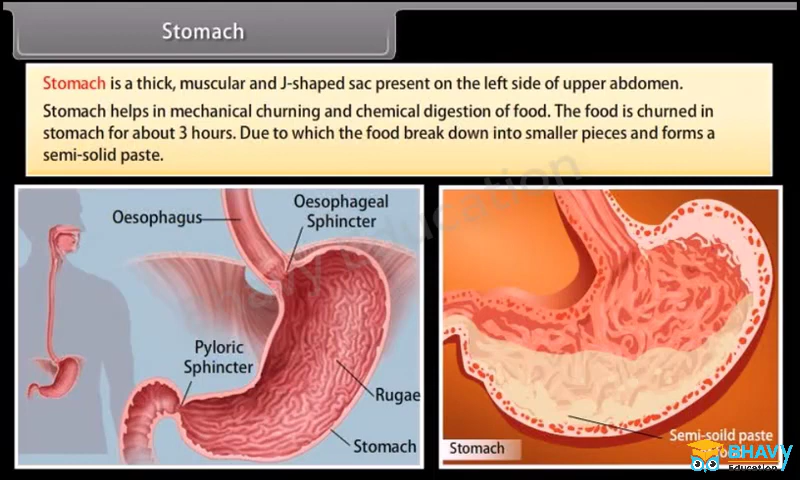 Stomach
Stomach is a thick, muscular and J-shaped sac present on the left side of upper abdomen.
Stomach helps in mechanical churning and chemical digestion of food. The food is churned in
stomach for about 3 hours. Due to which the food break down into smaller pieces and forms a
semi-solid paste.
Oesophagus
Oesophageal
Sphincter
Pyloric
Sphincter
Rugae
Stomach
Stomach
Semi-soild paste
BHAVY
Education